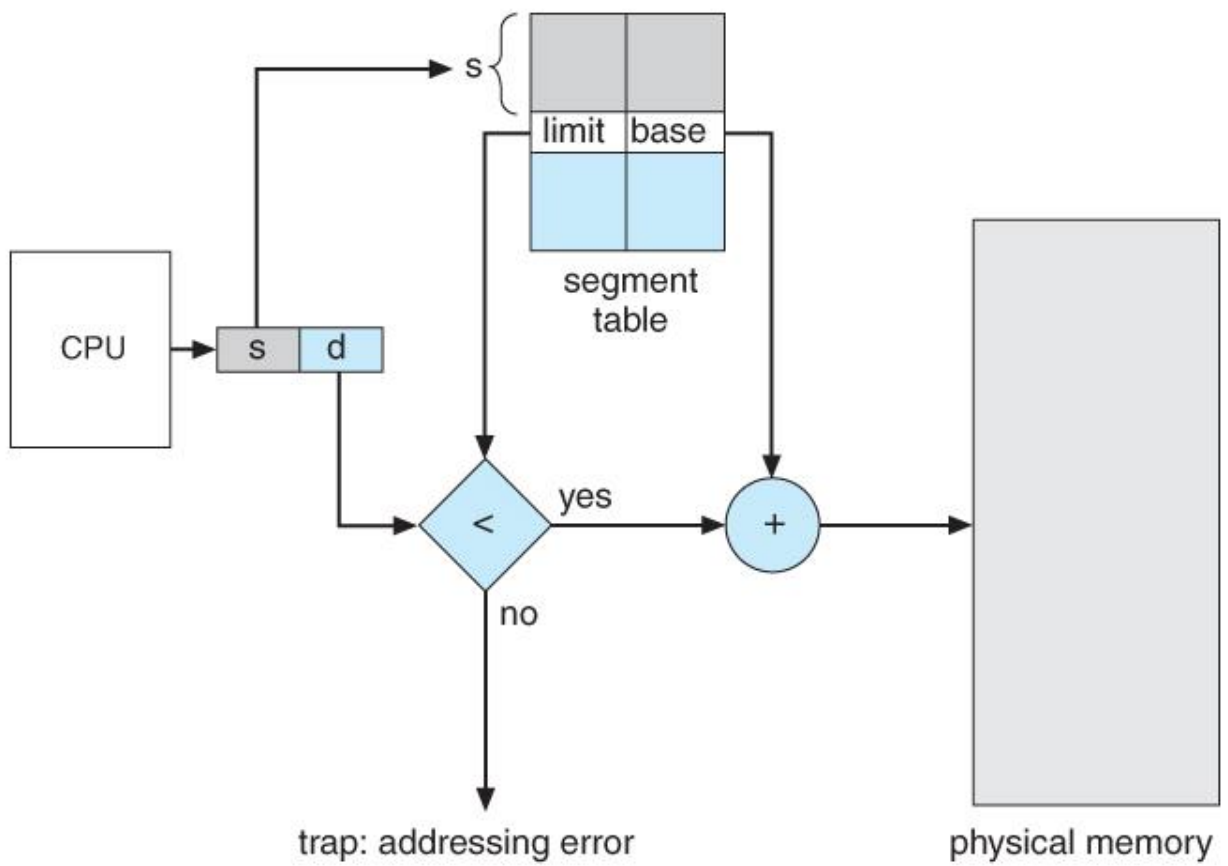 s
limit base
segment
table
CPU
s d
< yes +
no
trap: addressing error
physical memory